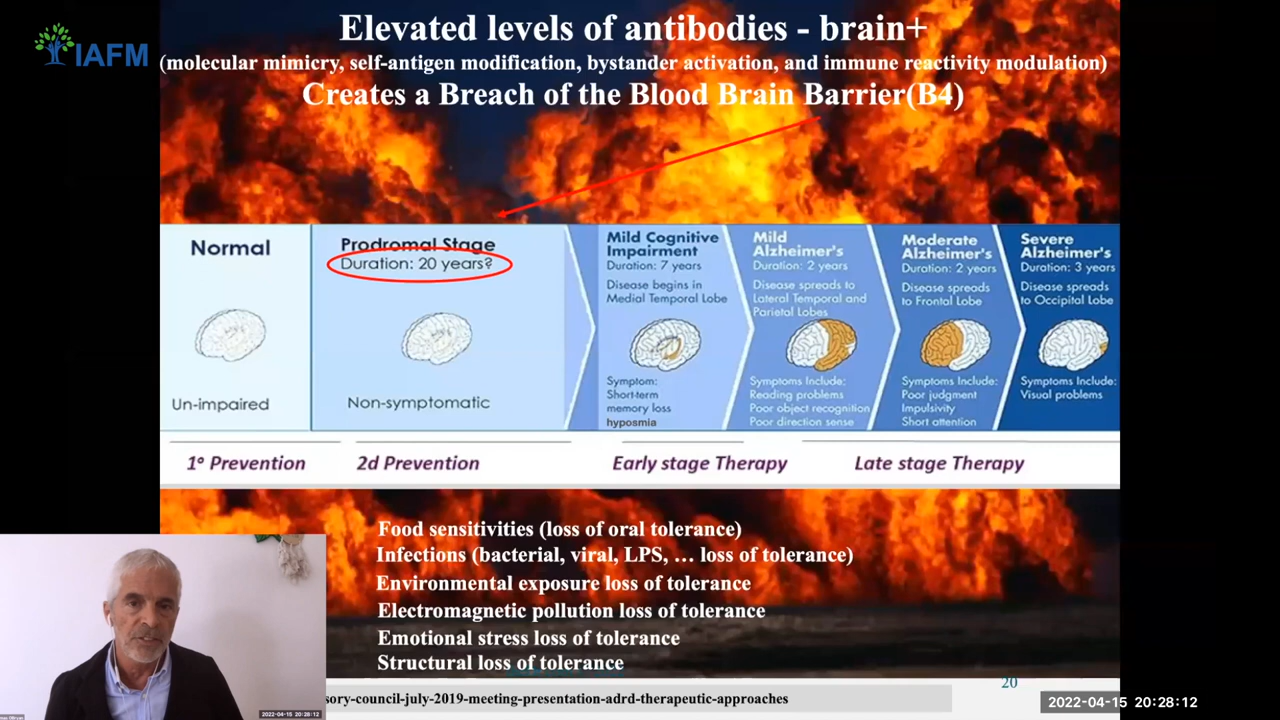 IAFM
Elevated levels of antibodies - brain+
(molecular mimicry, self-antigen modification, bystander activation, and immune reactivity modulation)
Creates a Breach of the Blood Brain Barrier(B4)
Normal
Un-impaired
Prodromal Stage
Duration: 20 years?
Non-symptomatic
Mild Cognitive
Impairment
Duration: 7 years
Disease begins in
Medial Temporal Lobe
Symptom:
Short-term
memory loss
hyposmia
Mild
Alzheimer's
Duration: 2 years
Disease spreads to
Lateral Temporal and
Parietal Lobes
Symptoms Include:
Reading problems
Poor object recognition
Poor direction sense
Moderate
Alzheimer's
Duration: 2 years
Disease spreads
to Frontal Lobe
Symptoms Include:
Poor judgment
Impulsivity
Short attention
Severe
Alzheimer's
Duration: 3 years
Disease spreads
to Occipital Lobe
Symptoms Include:
Visual problems
1º Prevention
2d Prevention
Early stage Therapy
Late stage Therapy
Food sensitivities (loss of oral tolerance)
Infections (bacterial, viral, LPS, … loss of tolerance)
Environmental exposure loss of tolerance
Electromagnetic pollution loss of tolerance
Emotional stress loss of tolerance
Structural loss of tolerance
20
sory-council-july-2019-meeting-presentation-adrd-therapeutic-approaches
2022-04-15 20:28:12
2022-04-15 20:28:12